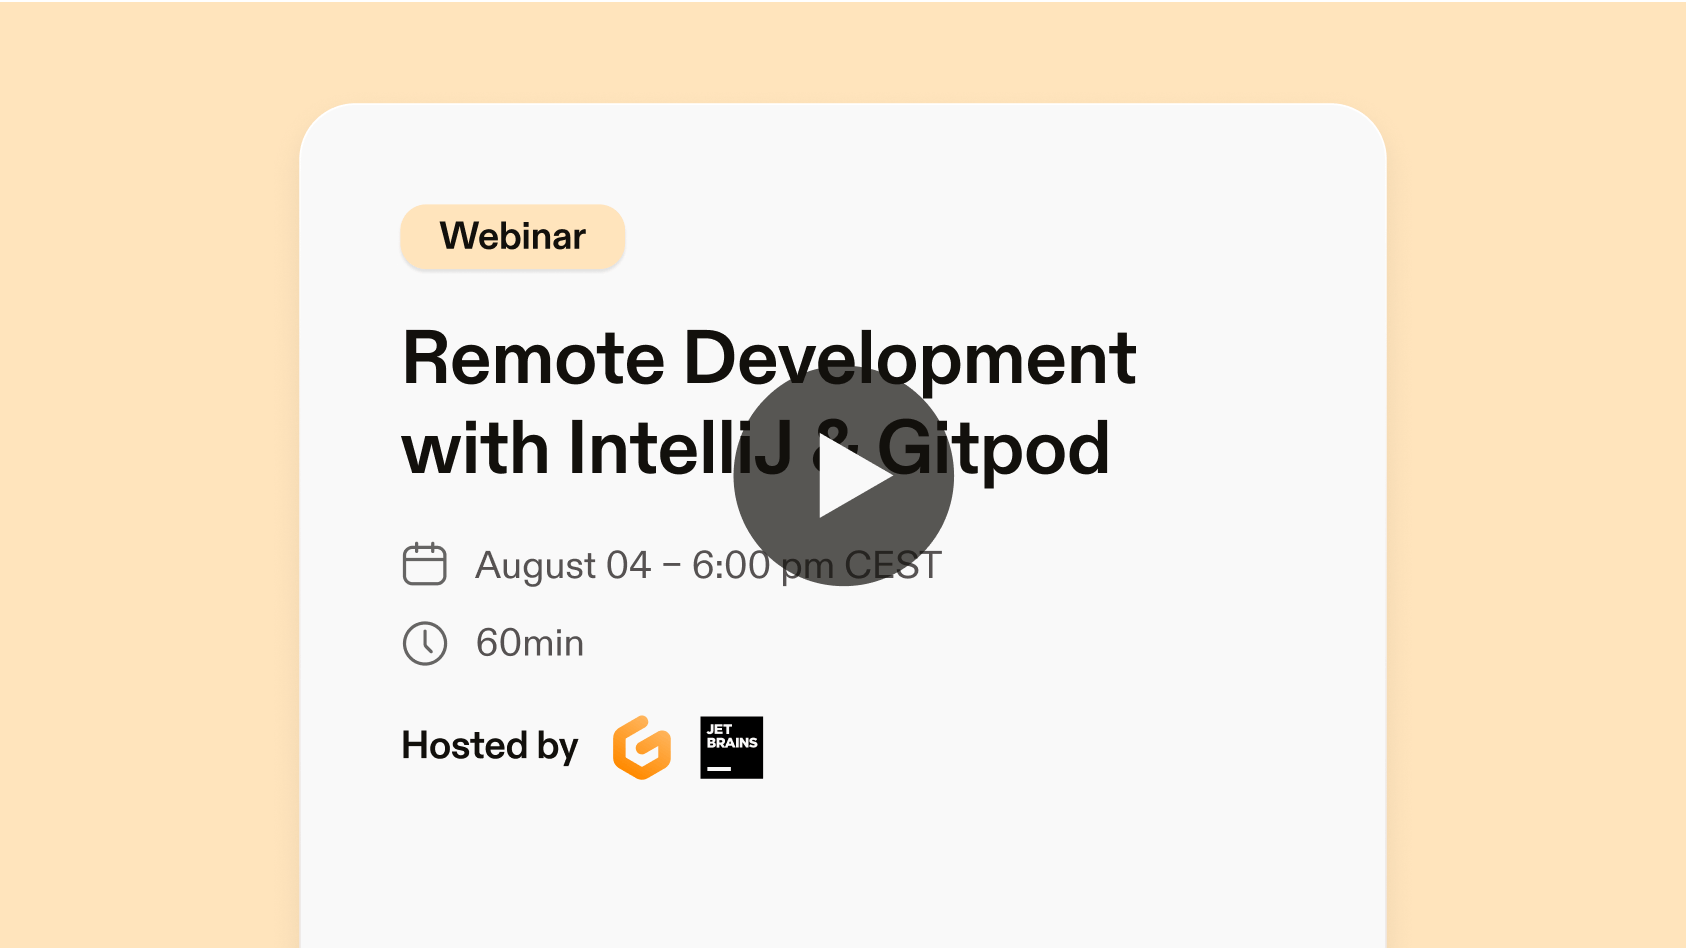 Webinar
Remote Development
with IntelliJ & Gitpod
August 04 – 6:00 pm CEST
60min
Hosted by
JET
BRAINS